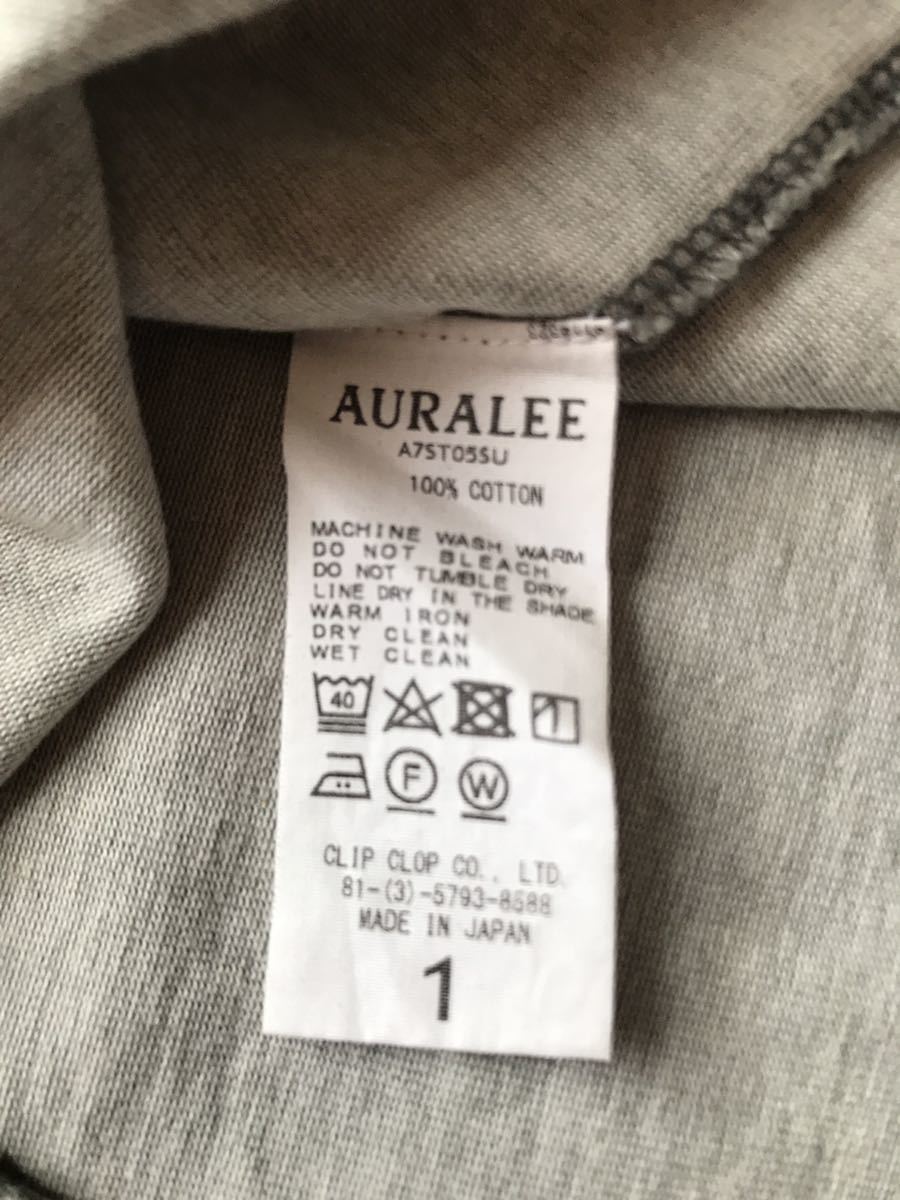 AURALEE
A7ST05SU
100% COTTON
MACHINE WASH WARM
DO NOT BLEACH
DO NOT TUMBLE DRY
LINE DRY IN THE SHADE
WARM IRON
DRY CLEAN
WET CLEAN
40
F W
CLIP CLOP CO., LTD.
81-(3)-5793-8588
MADE IN JAPAN
1